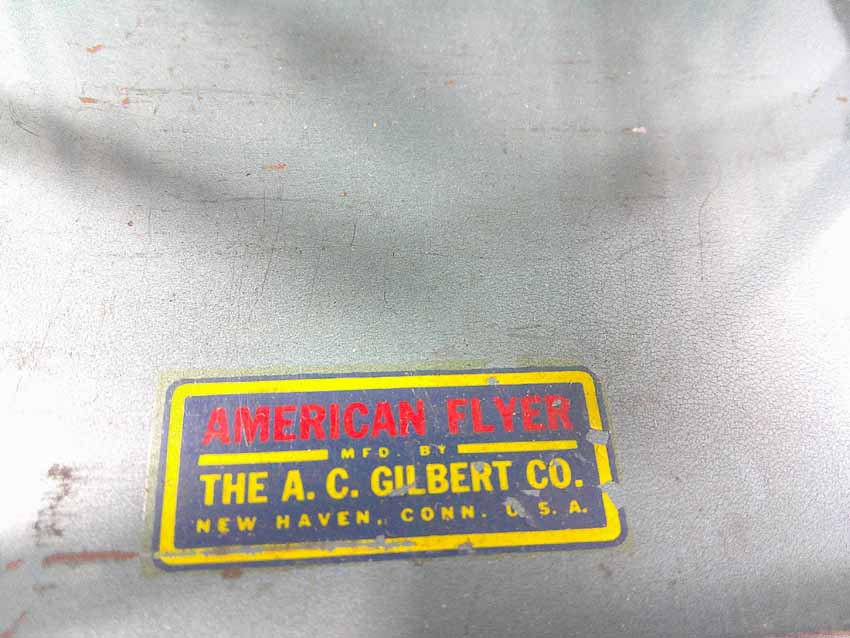 AMERICAN FLYER
MFD. BY
THE A. C. GILBERT CO.
NEW HAVEN, CONN. U. S. A.